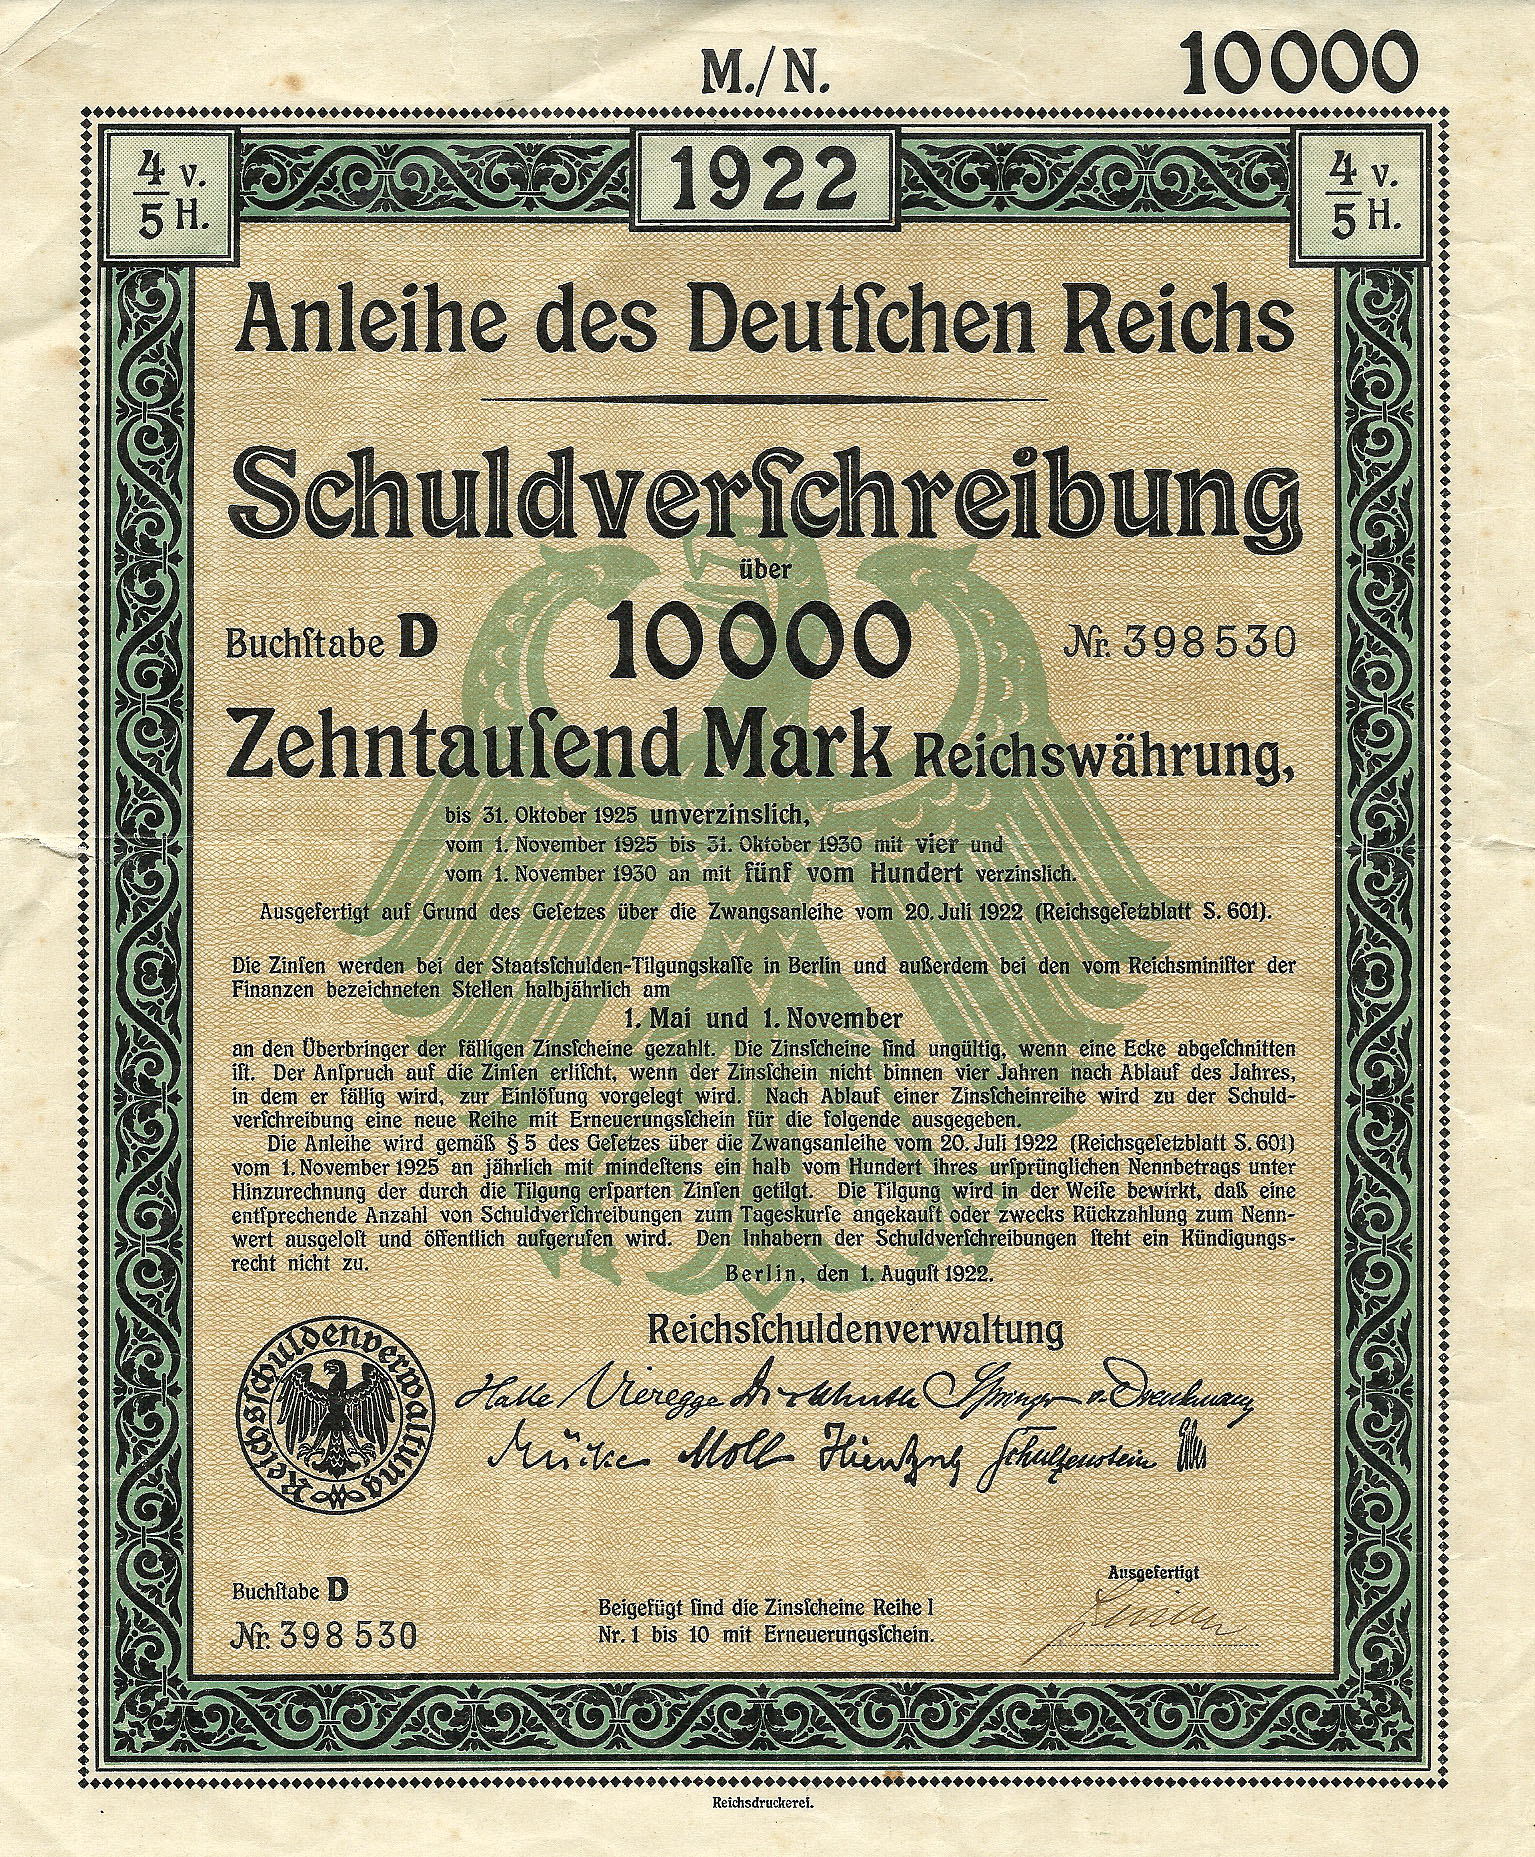 M./N.
10000
4/5 v. H.
1922
4/5 v. H.
Anleihe des Deutſchen Reichs
Schuldverſchreibung
über
Buchſtabe D 10000 Nr. 398530
Zehntauſend Mark Reichswährung,
bis 31. Oktober 1925 unverzinslich,
vom 1. November 1925 bis 31. Oktober 1930 mit vier und
vom 1. November 1930 an mit fünf vom Hundert verzinslich.
Ausgefertigt auf Grund des Geſetzes über die Zwangsanleihe vom 20. Juli 1922 (Reichsgeſetzblatt S. 601).
Die Zinſen werden bei der Staatsſchulden-Tilgungskaſſe in Berlin und außerdem bei den vom Reichsminiſter der
Finanzen bezeichneten Stellen halbjährlich am
1. Mai und 1. November
an den Überbringer der fälligen Zinsſcheine gezahlt. Die Zinsſcheine ſind ungültig, wenn eine Ecke abgeſchnitten
iſt. Der Anſpruch auf die Zinſen erliſcht, wenn der Zinsſchein nicht binnen vier Jahren nach Ablauf des Jahres,
in dem er fällig wird, zur Einlöſung vorgelegt wird. Nach Ablauf einer Zinsſcheinreihe wird zu der Schuld-
verſchreibung eine neue Reihe mit Erneuerungsſchein für die folgende ausgegeben.
Die Anleihe wird gemäß § 5 des Geſetzes über die Zwangsanleihe vom 20. Juli 1922 (Reichsgeſetzblatt S. 601)
vom 1. November 1925 an jährlich mit mindeſtens ein halb vom Hundert ihres urſprünglichen Nennbetrags unter
Hinzurechnung der durch die Tilgung erſparten Zinſen getilgt. Die Tilgung wird in der Weiſe bewirkt, daß eine
entſprechende Anzahl von Schuldverſchreibungen zum Tageskurſe angekauft oder zwecks Rückzahlung zum Nenn-
wert ausgeloſt und öffentlich aufgerufen wird. Den Inhabern der Schuldverſchreibungen ſteht ein Kündigungs-
recht nicht zu.
Berlin, den 1. Auguſt 1922.
Reichsſchuldenverwaltung
Reichsſchuldenverwaltung
Halle Vieregge Springer
Mücke Moll Schultzenstein
Ausgefertigt
Buchſtabe D
Nr. 398530
Beigefügt ſind die Zinsſcheine Reihe I
Nr. 1 bis 10 mit Erneuerungsſchein.
Reichsdruckerei.